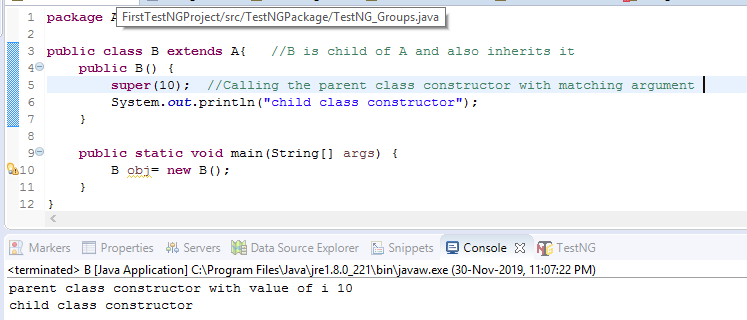 1 package A
FirstTestNGProject/src/TestNGPackage/TestNG_Groups.java
2
3 public class B extends A{ //B is child of A and also inherits it
4 public B() {
5 super(10); //Calling the parent class constructor with matching argument
6 System.out.println("child class constructor");
7 }
8
9 public static void main(String[] args) {
10 B obj= new B();
11 }
12 }
Markers Properties Servers Data Source Explorer Snippets Console TestNG
<terminated> B [Java Application] C:\Program Files\Java\jre1.8.0_221\bin\javaw.exe (30-Nov-2019, 11:07:22 PM)
parent class constructor with value of i 10
child class constructor